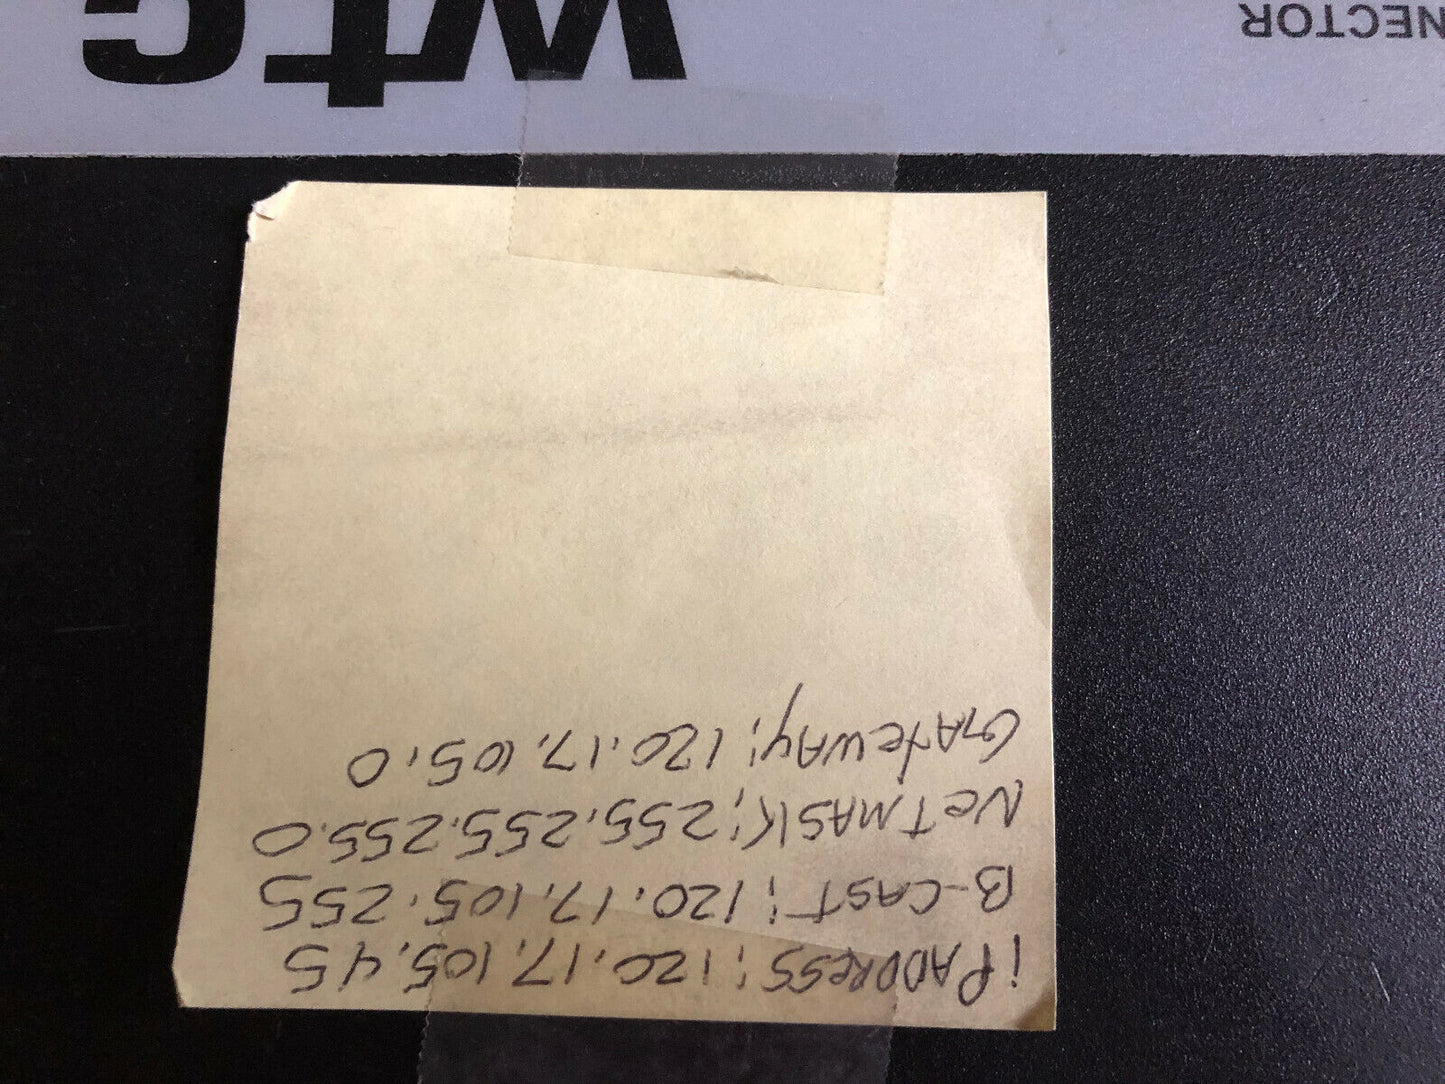 iPADDReSS: 120.17.105.45
B-CAST: 120.17.105.255
NeTMASK: 255.255.255.0
GATeWAy: 120.17.105.0
wtc
NECTOR